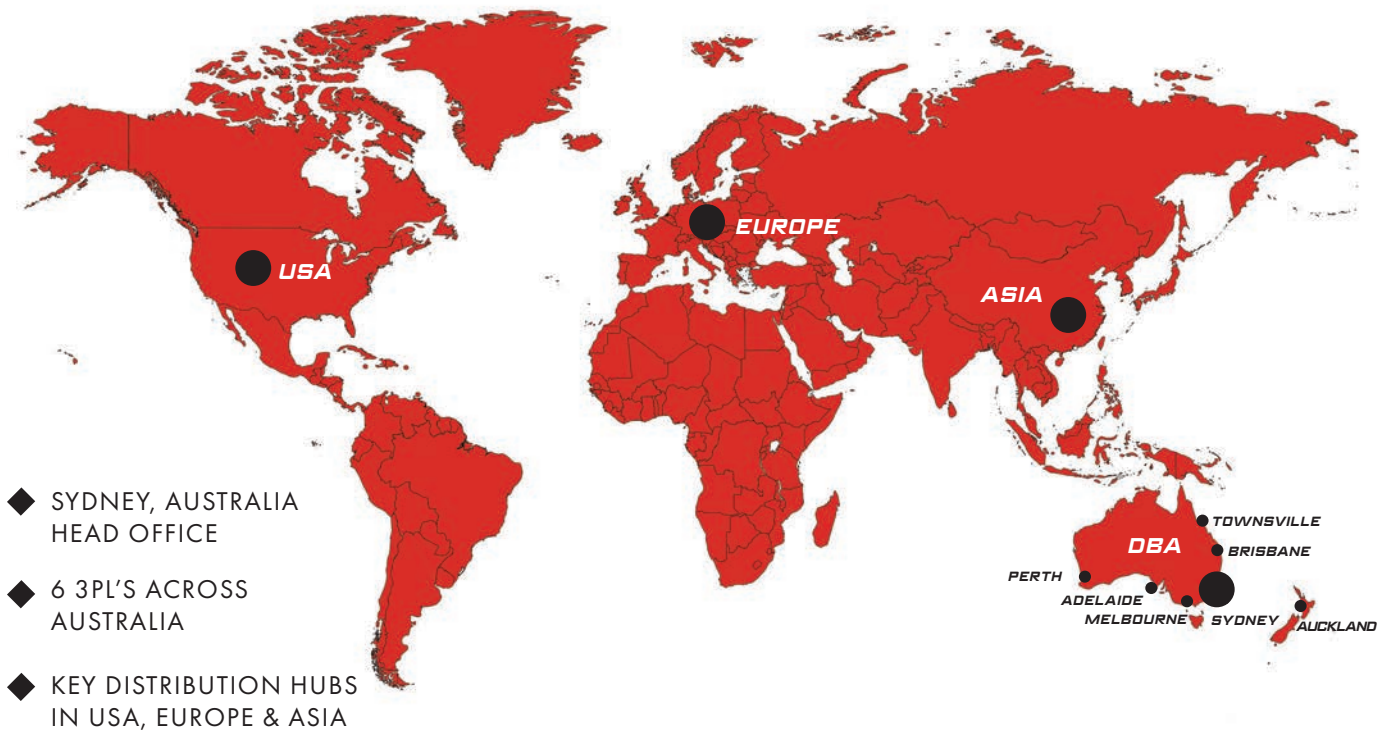 EUROPE
USA
ASIA
TOWNSVILLE
DBA
BRISBANE
PERTH
ADELAIDE
MELBOURNE
SYDNEY
AUCKLAND
SYDNEY, AUSTRALIA
HEAD OFFICE
6 3PL'S ACROSS
AUSTRALIA
KEY DISTRIBUTION HUBS
IN USA, EUROPE & ASIA